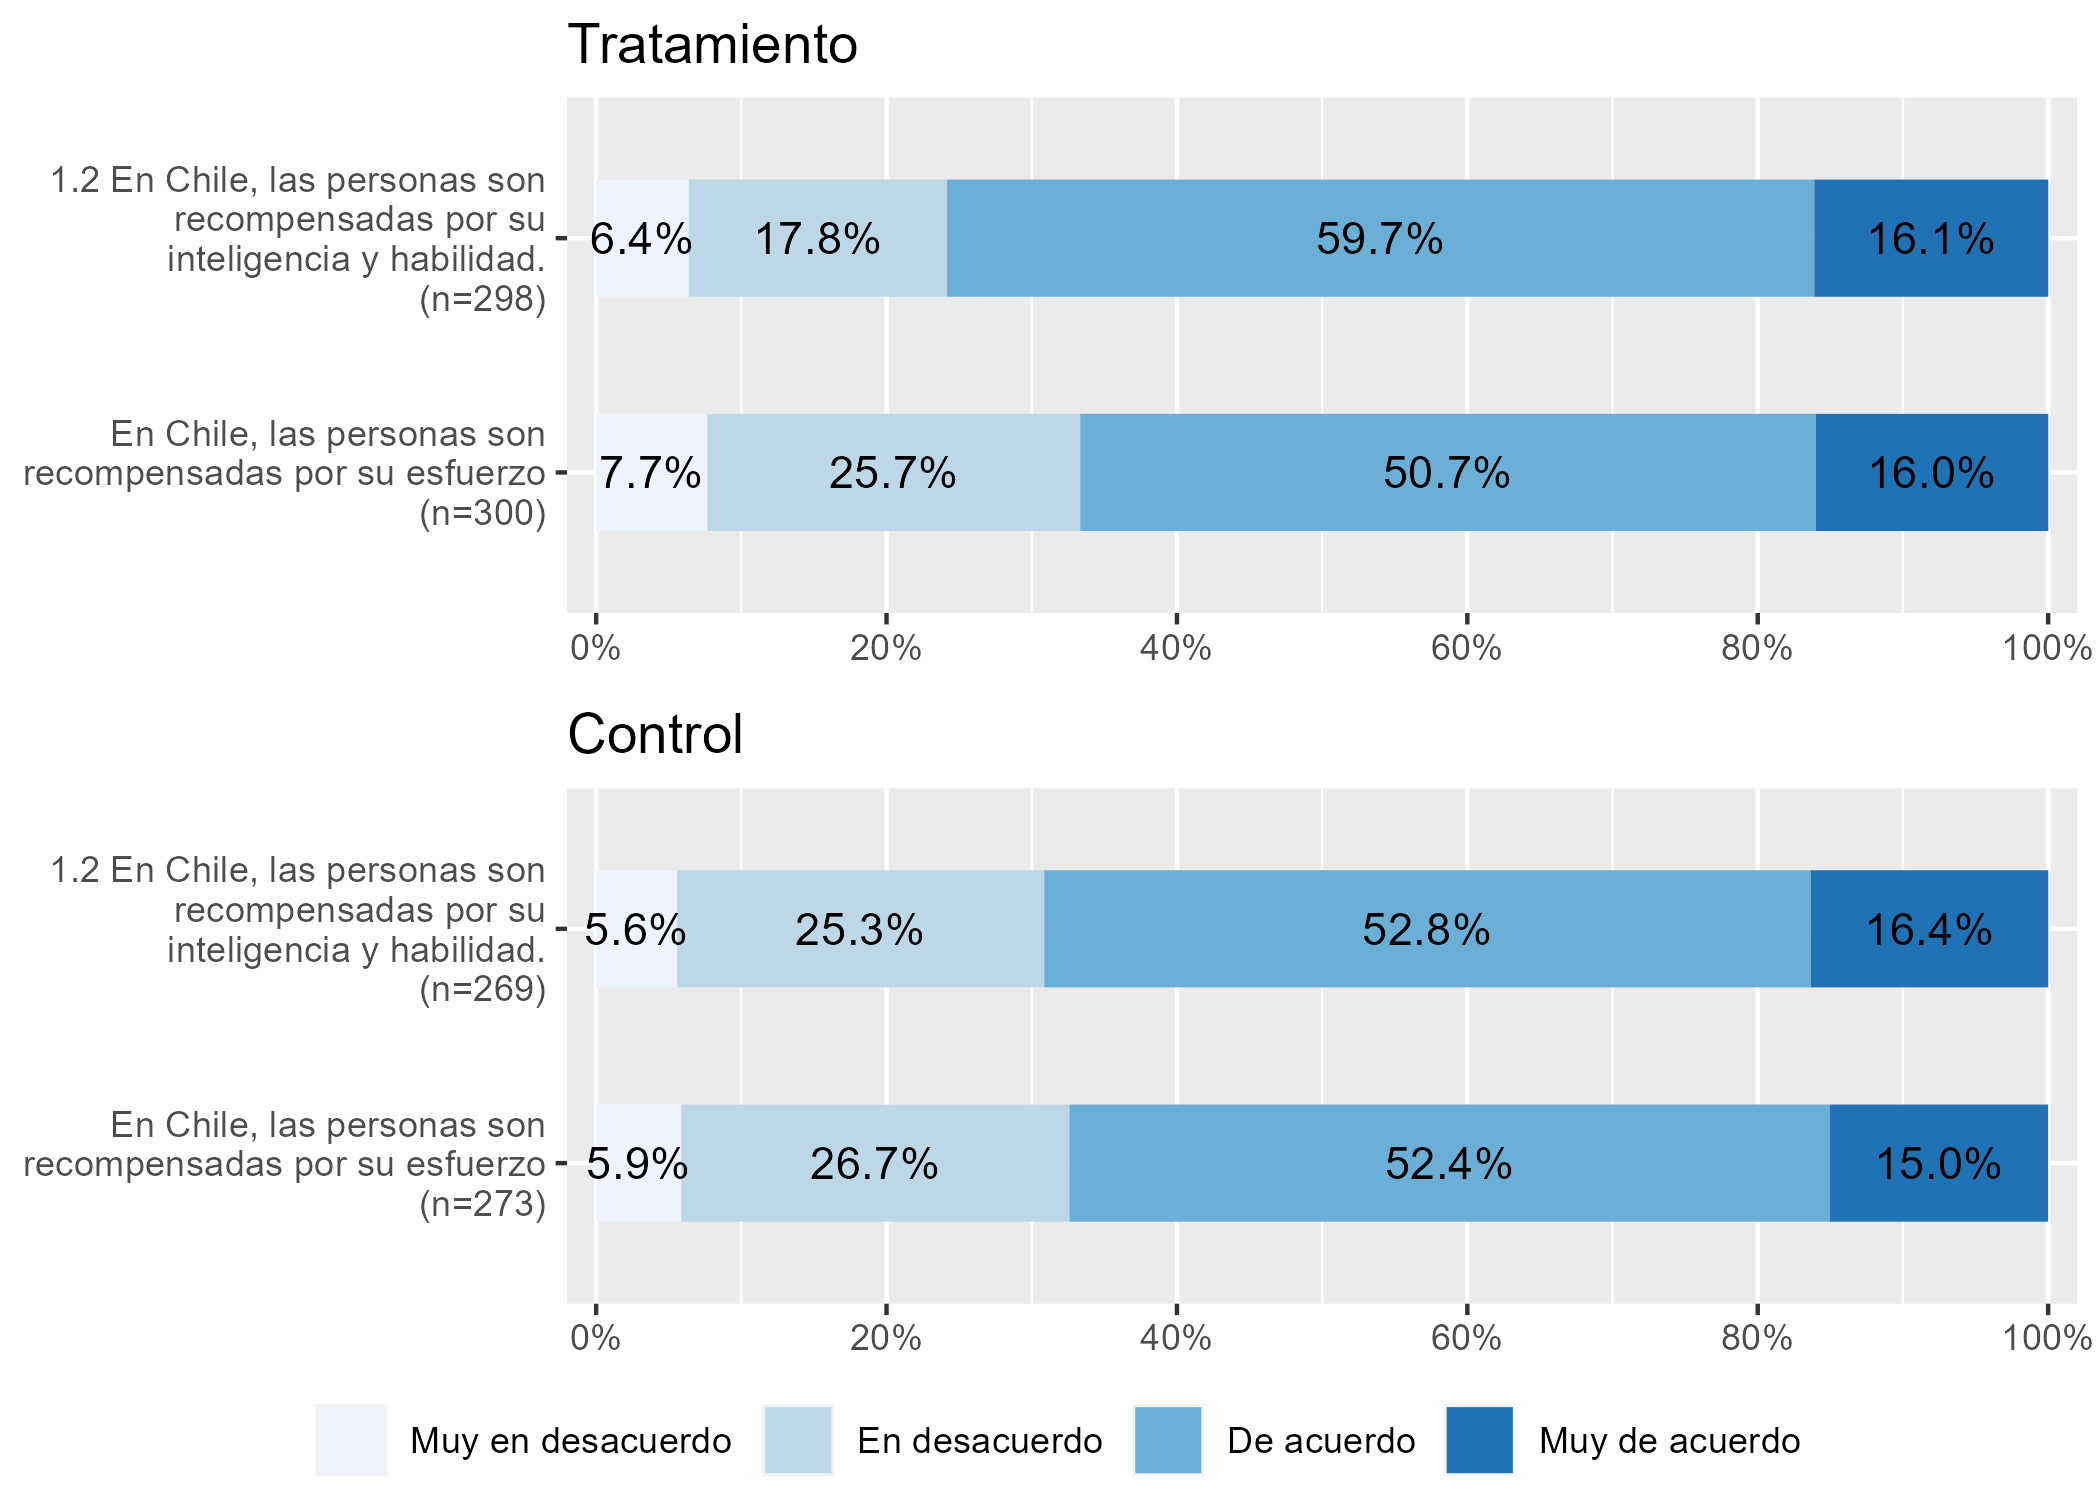 Tratamiento
1.2 En Chile, las personas son
recompensadas por su
inteligencia y habilidad.
(n=298)
6.4% 17.8% 59.7% 16.1%
En Chile, las personas son
recompensadas por su esfuerzo
(n=300)
7.7% 25.7% 50.7% 16.0%
0% 20% 40% 60% 80% 100%
Control
1.2 En Chile, las personas son
recompensadas por su
inteligencia y habilidad.
(n=269)
5.6% 25.3% 52.8% 16.4%
En Chile, las personas son
recompensadas por su esfuerzo
(n=273)
5.9% 26.7% 52.4% 15.0%
0% 20% 40% 60% 80% 100%
Muy en desacuerdo En desacuerdo De acuerdo Muy de acuerdo